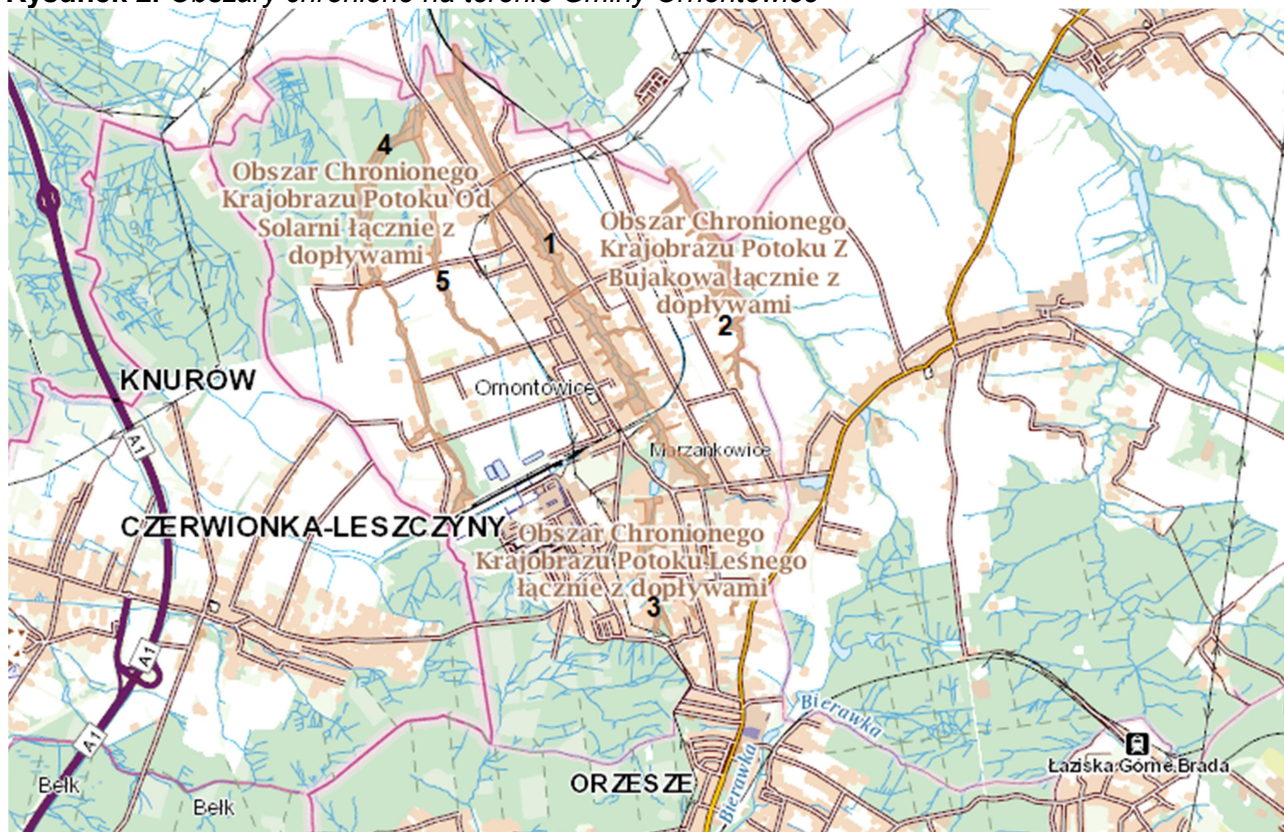 Rysunek 2. Obszary chronione na terenie Gminy Ornontowice
4
Obszar Chronionego
Krajobrazu Potoku Od
Solarni łącznie z
dopływami
1
Obszar Chronionego
Krajobrazu Potoku Z
Bujakowa łącznie z
dopływami
5
2
KNURÓW
Ornontowice
A1
Marzankowice
CZERWIONKA-LESZCZYNY
Obszar Chronionego
Krajobrazu Potoku Leśnego
łącznie z dopływami
3
A1
Bierawka
A1
Łaziska Górne Brada
ORZESZE
Bierawka
Bełk
Bełk